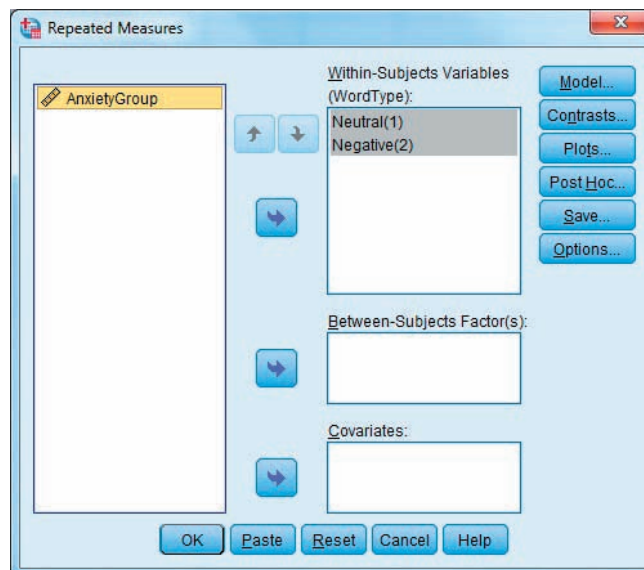 Repeated Measures
AnxietyGroup
Within-Subjects Variables
(WordType):
Neutral(1)
Negative(2)
Model...
Contrasts...
Plots...
Post Hoc...
Save...
Options...
Between-Subjects Factor(s):
Covariates:
OK Paste Reset Cancel Help